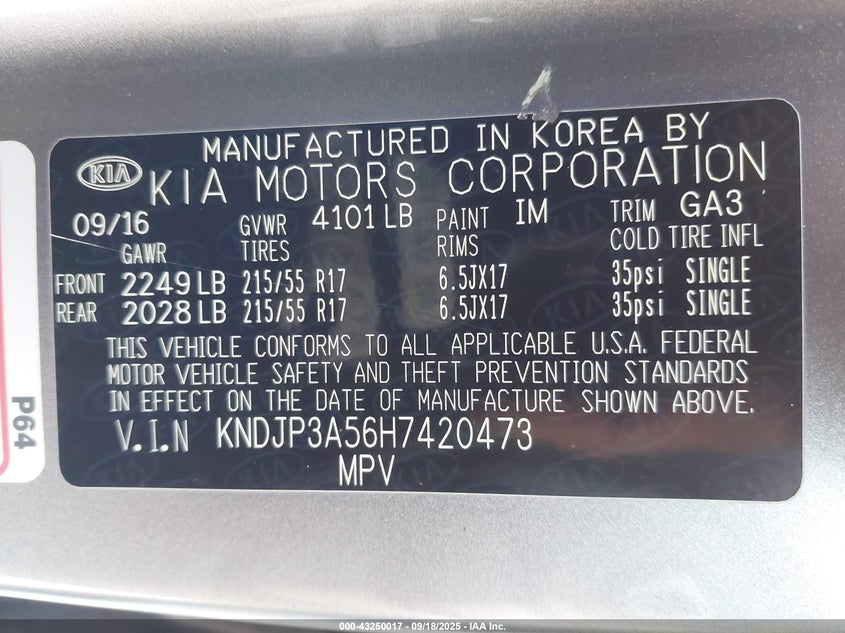 MANUFACTURED IN KOREA BY
KIA KIA MOTORS CORPORATION
09/16 GVWR 4101 LB PAINT IM TRIM GA3
GAWR TIRES RIMS COLD TIRE INFL
FRONT 2249 LB 215/55 R17 6.5JX17 35psi SINGLE
REAR 2028 LB 215/55 R17 6.5JX17 35psi SINGLE
THIS VEHICLE CONFORMS TO ALL APPLICABLE U.S.A. FEDERAL
MOTOR VEHICLE SAFETY AND THEFT PREVENTION STANDARDS
IN EFFECT ON THE DATE OF MANUFACTURE SHOWN ABOVE.
V.I.N KNDJP3A56H7420473
MPV
P64
000-43250017 - 09/18/2025 - IAA Inc.